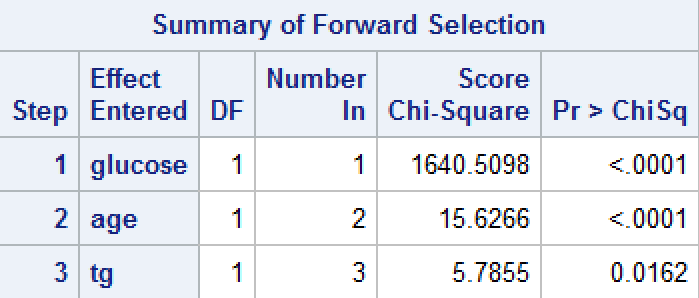 Summary of Forward Selection
Step Effect Entered DF Number In Score Chi-Square Pr > ChiSq
1 glucose 1 1 1640.5098 <.0001
2 age 1 2 15.6266 <.0001
3 tg 1 3 5.7855 0.0162